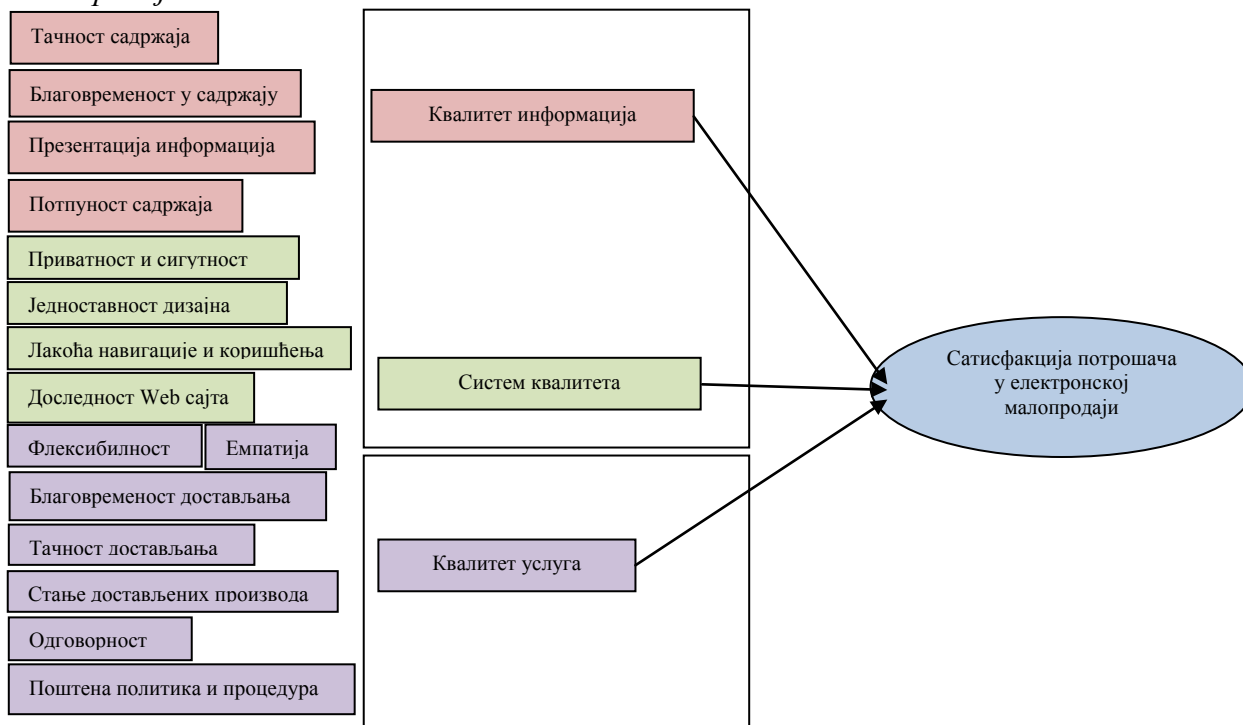 Тачност садржаја
Благовременост у садржају
Презентација информација
Потпуност садржаја
Приватност и сигутност
Једноставност дизајна
Лакоћа навигације и коришћења
Доследност Web сајта
Флексибилност
Емпатија
Благовременост достављања
Тачност достављања
Стање достављених производа
Одговорност
Поштена политика и процедура
Квалитет информација
Систем квалитета
Квалитет услуга
Сатисфакција потрошача
у електронској
малопродаји